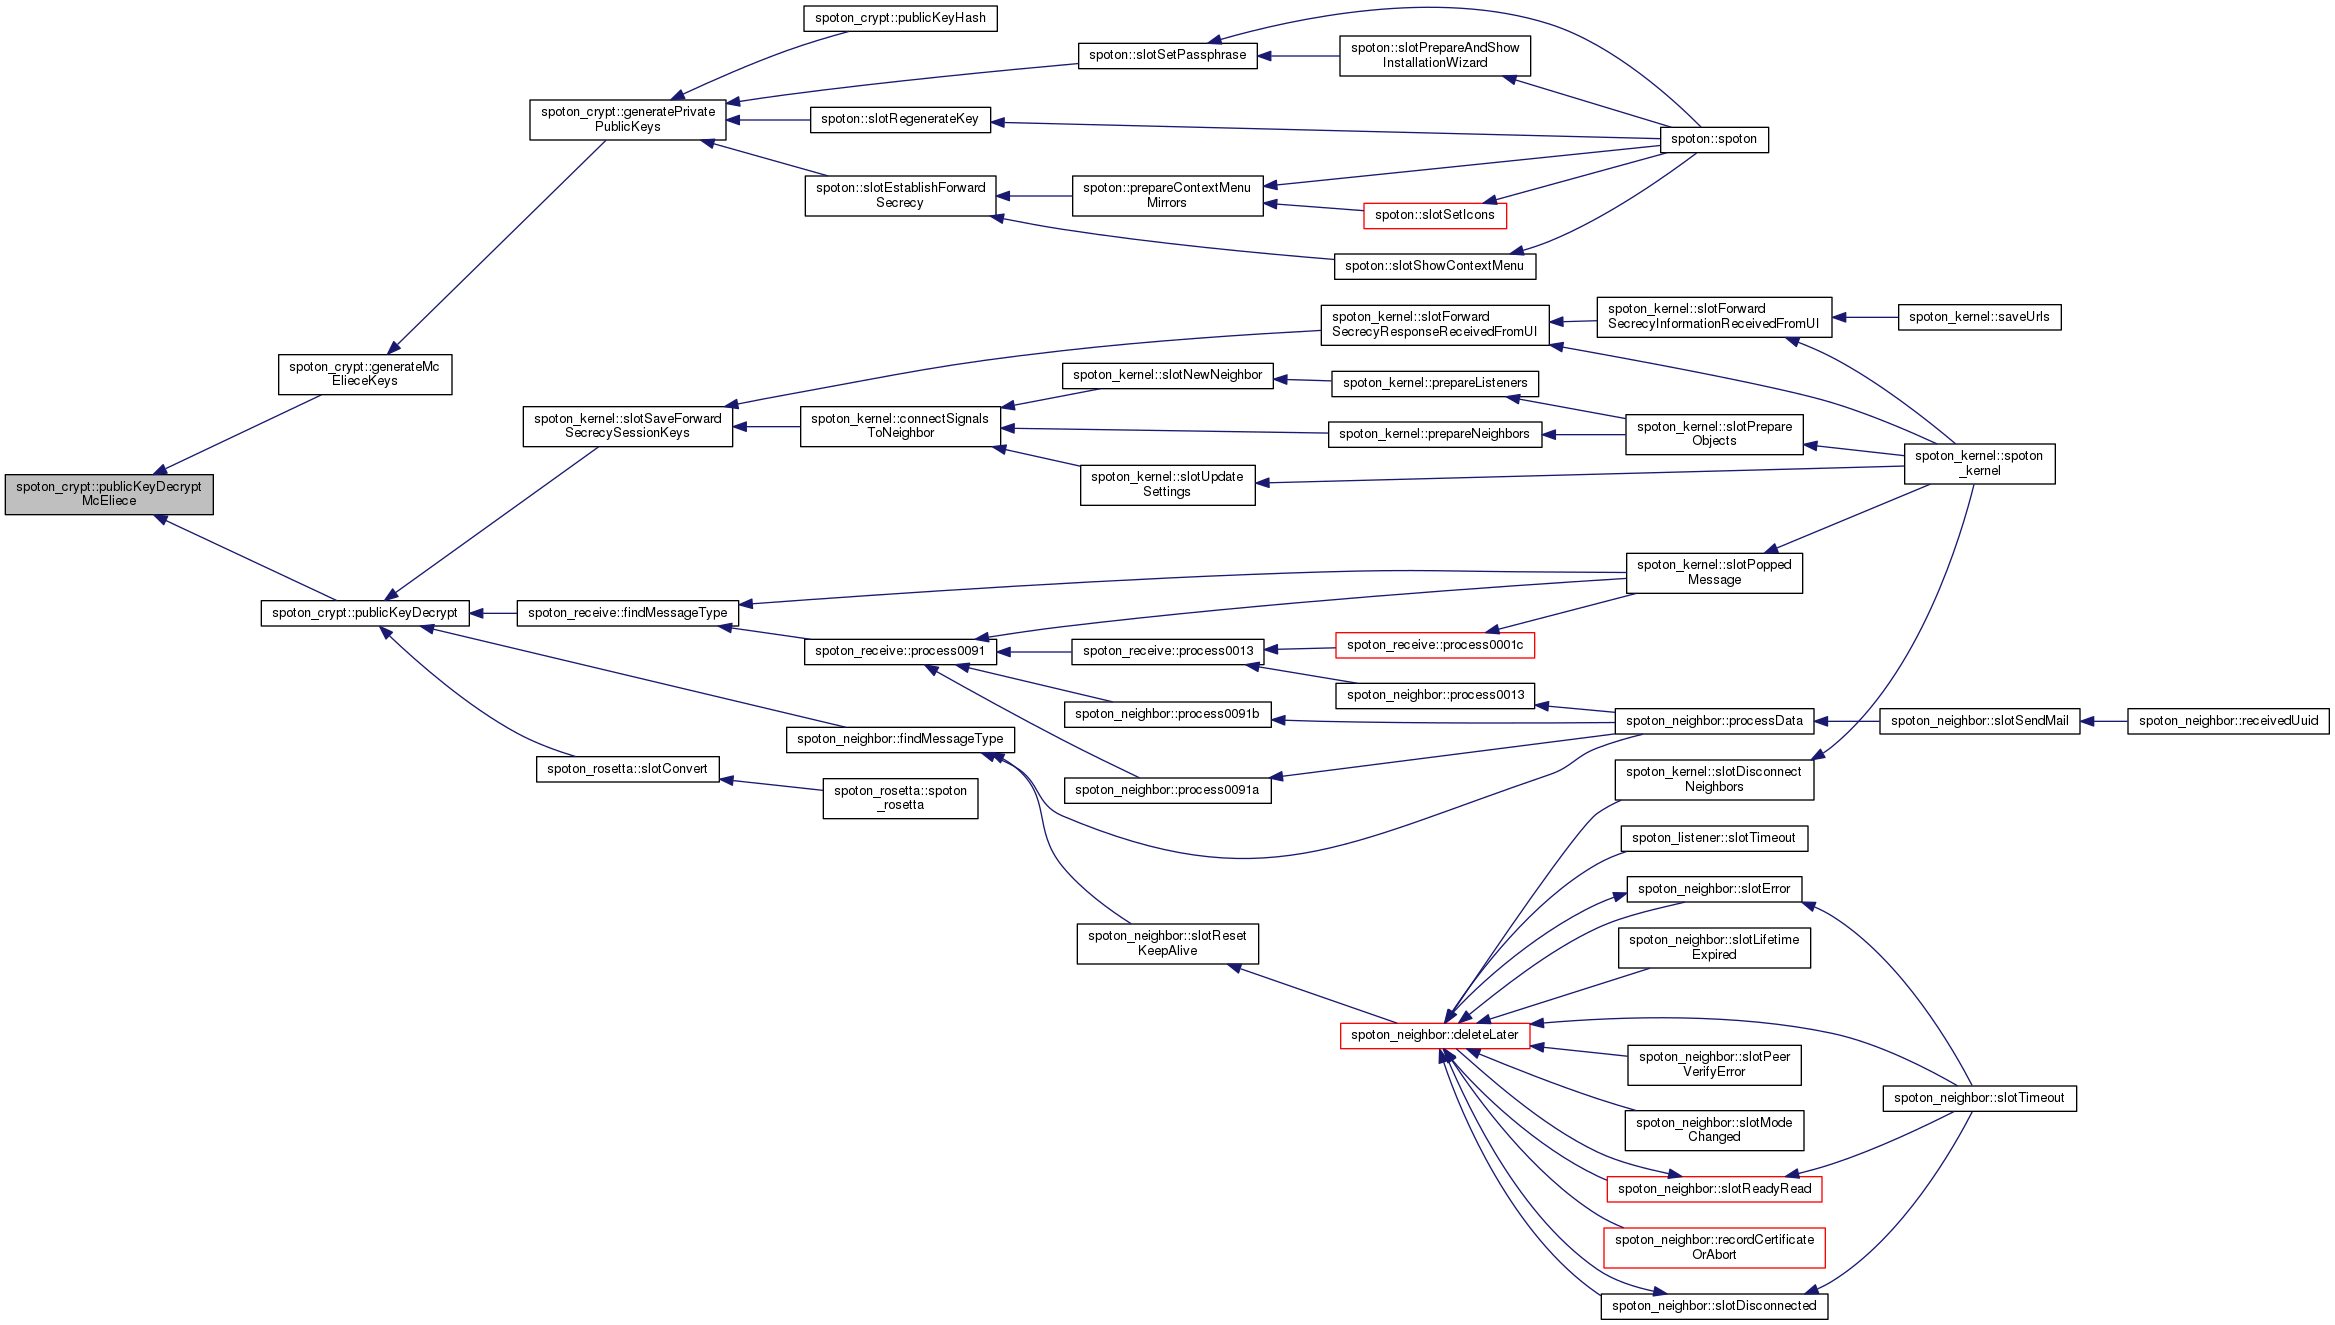 spoton_crypt::publicKeyHash
spoton::slotSetPassphrase
spoton::slotPrepareAndShow
InstallationWizard
spoton_crypt::generatePrivate
PublicKeys
spoton::slotRegenerateKey
spoton::spoton
spoton::slotEstablishForward
Secrecy
spoton::prepareContextMenu
Mirrors
spoton::slotSetIcons
spoton::slotShowContextMenu
spoton_kernel::slotForward
SecrecyResponseReceivedFromUI
spoton_kernel::slotForward
SecrecyInformationReceivedFromUI
spoton_kernel::saveUrls
spoton_crypt::generateMc
ElieceKeys
spoton_kernel::slotNewNeighbor
spoton_kernel::prepareListeners
spoton_kernel::slotSaveForward
SecrecySessionKeys
spoton_kernel::connectSignals
ToNeighbor
spoton_kernel::prepareNeighbors
spoton_kernel::slotPrepare
Objects
spoton_kernel::spoton
_kernel
spoton_kernel::slotUpdate
Settings
spoton_crypt::publicKeyDecrypt
McEliece
spoton_kernel::slotPopped
Message
spoton_crypt::publicKeyDecrypt
spoton_receive::findMessageType
spoton_receive::process0091
spoton_receive::process0013
spoton_receive::process0001c
spoton_neighbor::process0013
spoton_neighbor::process0091b
spoton_neighbor::processData
spoton_neighbor::slotSendMail
spoton_neighbor::receivedUuid
spoton_neighbor::findMessageType
spoton_rosetta::slotConvert
spoton_rosetta::spoton
_rosetta
spoton_neighbor::process0091a
spoton_kernel::slotDisconnect
Neighbors
spoton_listener::slotTimeout
spoton_neighbor::slotError
spoton_neighbor::slotReset
KeepAlive
spoton_neighbor::slotLifetime
Expired
spoton_neighbor::deleteLater
spoton_neighbor::slotPeer
VerifyError
spoton_neighbor::slotTimeout
spoton_neighbor::slotMode
Changed
spoton_neighbor::slotReadyRead
spoton_neighbor::recordCertificate
OrAbort
spoton_neighbor::slotDisconnected